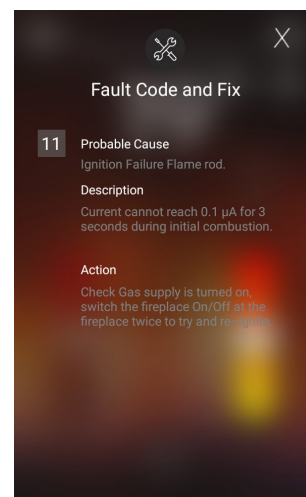 X
Fault Code and Fix
11 Probable Cause
Ignition Failure Flame rod.
Description
Current cannot reach 0.1 μA for 3
seconds during initial combustion.
Action
Check Gas supply is turned on,
switch the fireplace On/Off at the
fireplace twice to try and